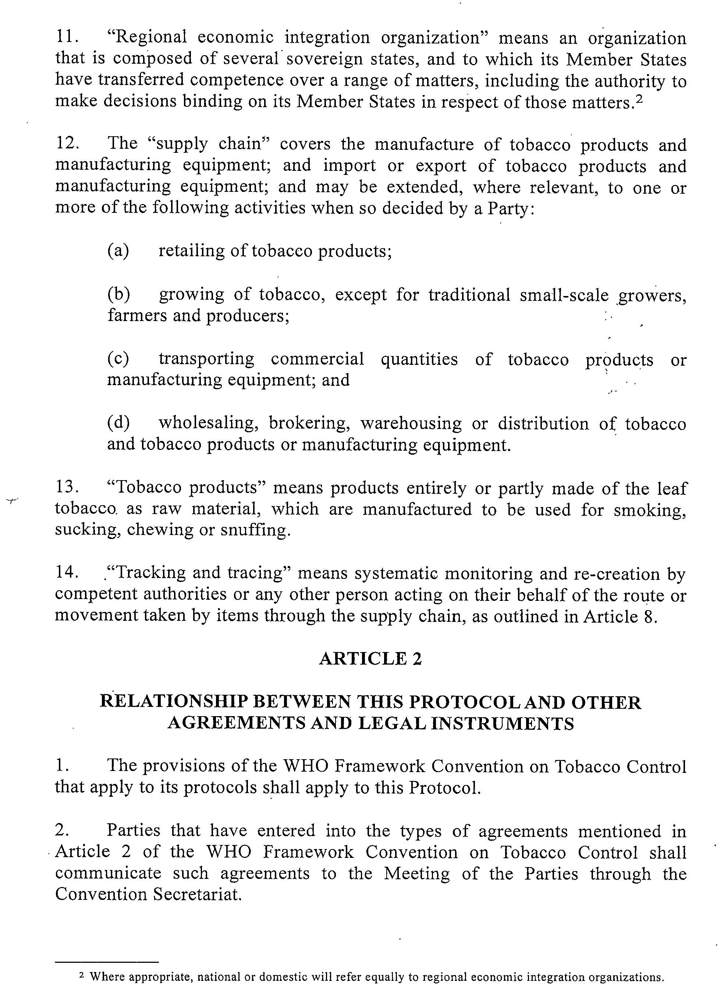 11. “Regional economic integration organization” means an organization
that is composed of several sovereign states, and to which its Member States
have transferred competence over a range of matters, including the authority to
make decisions binding on its Member States in respect of those matters.²
12. The “supply chain” covers the manufacture of tobacco products and
manufacturing equipment; and import or export of tobacco products and
manufacturing equipment; and may be extended, where relevant, to one or
more of the following activities when so decided by a Party:
(a) retailing of tobacco products;
(b) growing of tobacco, except for traditional small-scale growers,
farmers and producers;
(c) transporting commercial quantities of tobacco products or
manufacturing equipment; and
(d) wholesaling, brokering, warehousing or distribution of tobacco
and tobacco products or manufacturing equipment.
13. “Tobacco products” means products entirely or partly made of the leaf
tobacco as raw material, which are manufactured to be used for smoking,
sucking, chewing or snuffing.
14. “Tracking and tracing” means systematic monitoring and re-creation by
competent authorities or any other person acting on their behalf of the route or
movement taken by items through the supply chain, as outlined in Article 8.
ARTICLE 2
RELATIONSHIP BETWEEN THIS PROTOCOL AND OTHER
AGREEMENTS AND LEGAL INSTRUMENTS
1. The provisions of the WHO Framework Convention on Tobacco Control
that apply to its protocols shall apply to this Protocol.
2. Parties that have entered into the types of agreements mentioned in
Article 2 of the WHO Framework Convention on Tobacco Control shall
communicate such agreements to the Meeting of the Parties through the
Convention Secretariat.
² Where appropriate, national or domestic will refer equally to regional economic integration organizations.